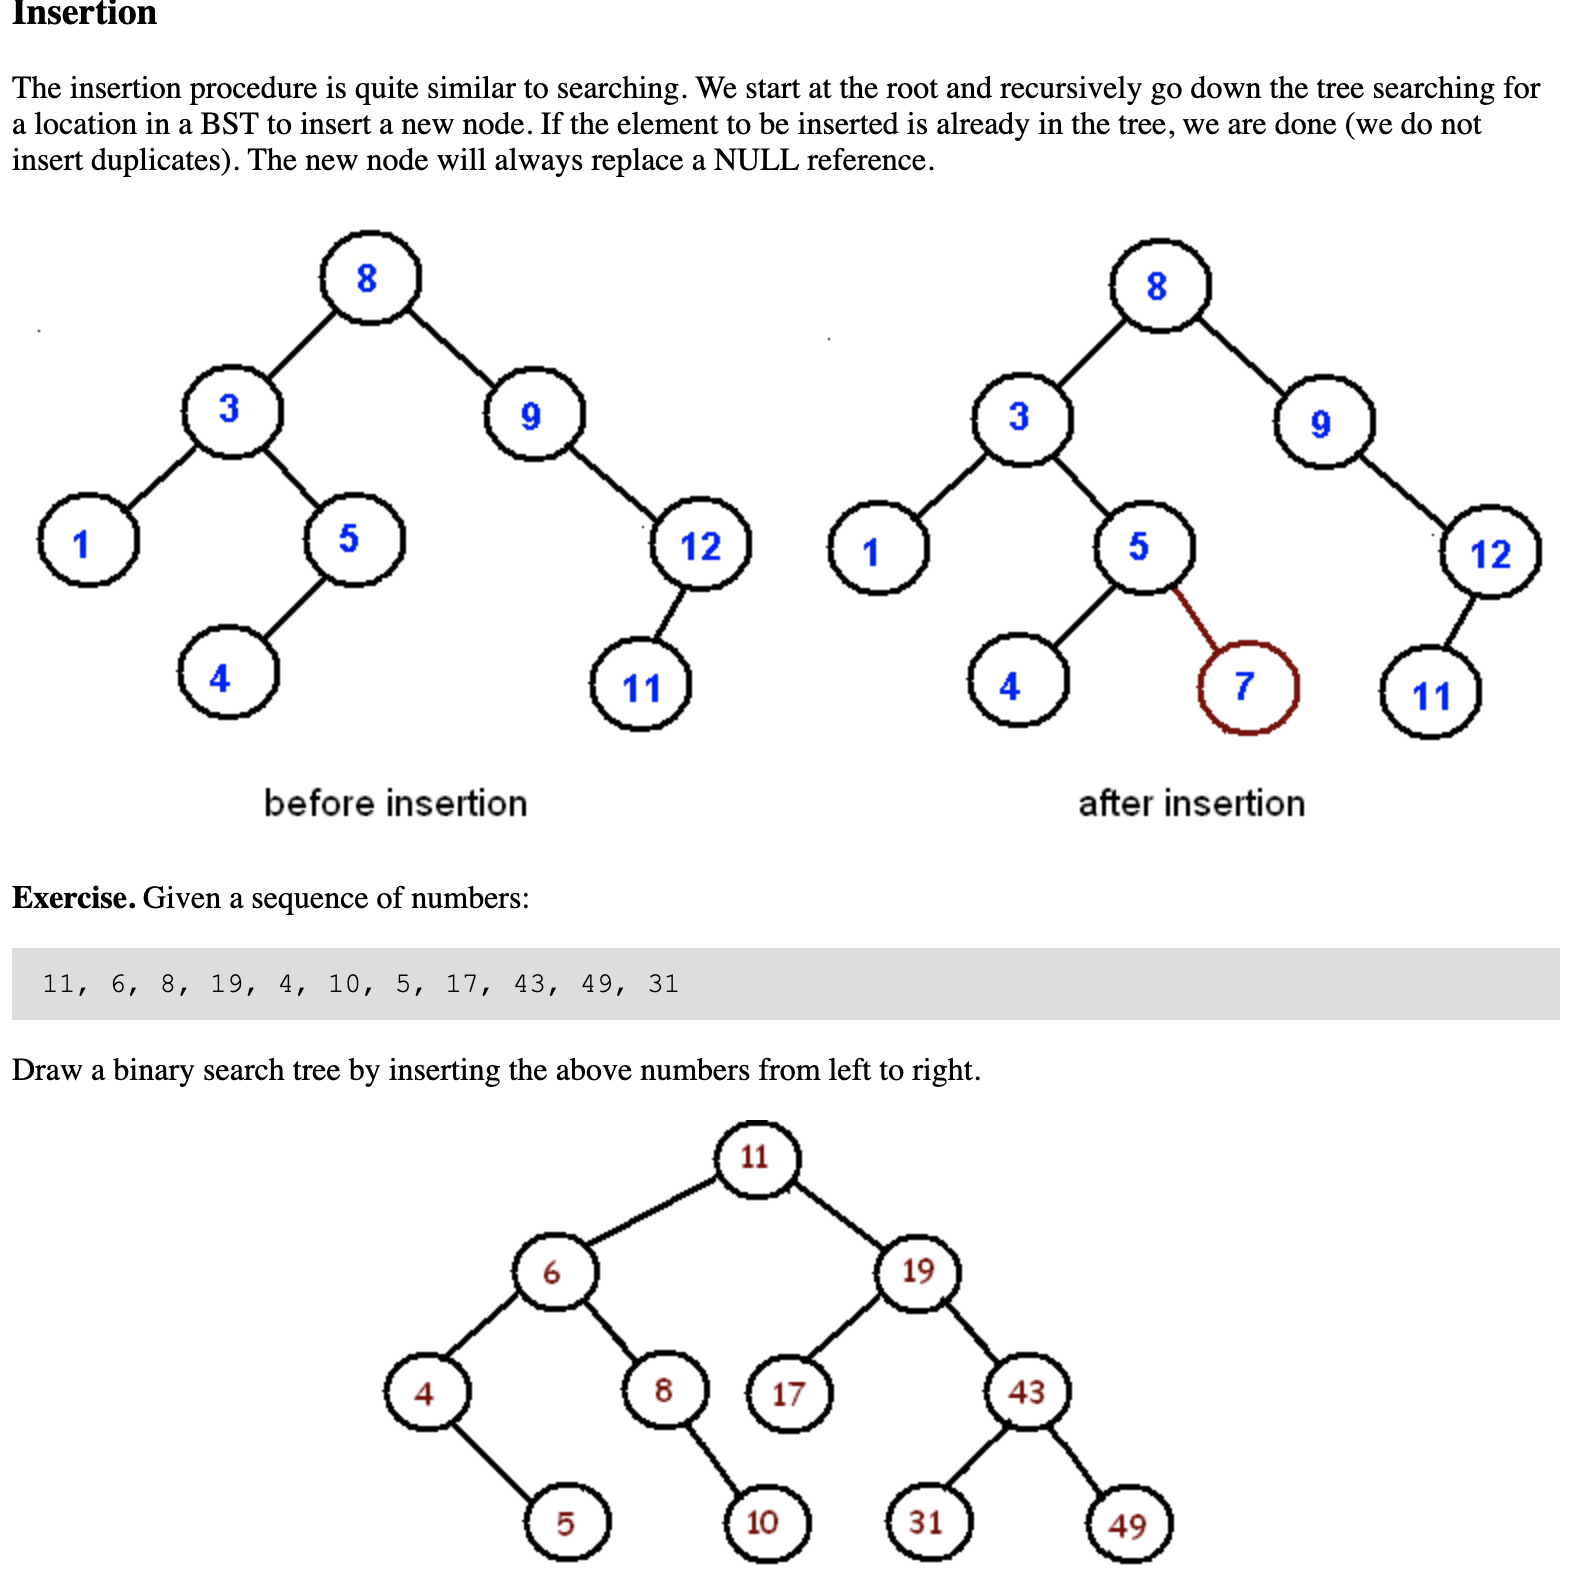 Insertion
The insertion procedure is quite similar to searching. We start at the root and recursively go down the tree searching for
a location in a BST to insert a new node. If the element to be inserted is already in the tree, we are done (we do not
insert duplicates). The new node will always replace a NULL reference.
8
3 9
1 5 12
4 11
before insertion
8
3 9
1 5 12
4 7 11
after insertion
Exercise. Given a sequence of numbers:
11, 6, 8, 19, 4, 10, 5, 17, 43, 49, 31
Draw a binary search tree by inserting the above numbers from left to right.
11
6 19
4 8 17 43
5 10 31 49